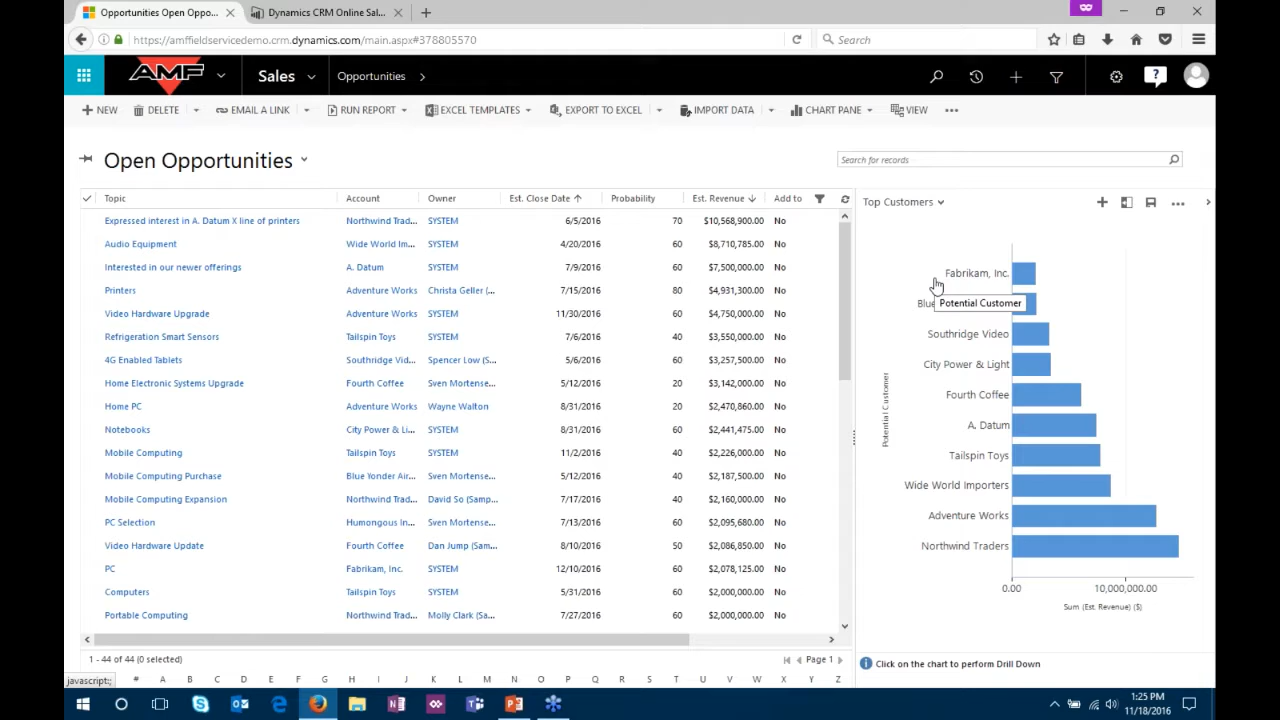 Opportunities Open Oppo...
Dynamics CRM Online Sal...
https://amffieldservicedemo.crm.dynamics.com/main.aspx#378805570
Search
AMF
Sales
Opportunities
?
NEW
DELETE
EMAIL A LINK
RUN REPORT
EXCEL TEMPLATES
EXPORT TO EXCEL
IMPORT DATA
CHART PANE
VIEW
Open Opportunities
Search for records
Topic Account Owner Est. Close Date Probability Est. Revenue Add to
Expressed interest in A. Datum X line of printers Northwind Trad... SYSTEM 6/5/2016 70 $10,568,900.00 No
Audio Equipment Wide World Im... SYSTEM 4/20/2016 60 $8,710,785.00 No
Interested in our newer offerings A. Datum SYSTEM 7/9/2016 60 $7,500,000.00 No
Printers Adventure Works Christa Geller (... 7/15/2016 80 $4,931,300.00 No
Video Hardware Upgrade Adventure Works SYSTEM 11/30/2016 60 $4,750,000.00 No
Refrigeration Smart Sensors Tailspin Toys SYSTEM 7/6/2016 40 $3,550,000.00 No
4G Enabled Tablets Southridge Vid... Spencer Low (S... 5/6/2016 60 $3,257,500.00 No
Home Electronic Systems Upgrade Fourth Coffee Sven Mortense... 5/12/2016 20 $3,142,000.00 No
Home PC Adventure Works Wayne Walton 8/31/2016 20 $2,470,860.00 No
Notebooks City Power & Li... SYSTEM 8/31/2016 60 $2,441,475.00 No
Mobile Computing Tailspin Toys SYSTEM 11/2/2016 40 $2,226,000.00 No
Mobile Computing Purchase Blue Yonder Air... Sven Mortense... 5/12/2016 40 $2,187,500.00 No
Mobile Computing Expansion Northwind Trad... David So (Samp... 7/17/2016 40 $2,160,000.00 No
PC Selection Humongous In... Sven Mortense... 7/13/2016 60 $2,095,680.00 No
Video Hardware Update Fourth Coffee Dan Jump (Sam... 8/10/2016 50 $2,086,850.00 No
PC Fabrikam, Inc. SYSTEM 12/10/2016 60 $2,078,125.00 No
Computers Tailspin Toys SYSTEM 5/31/2016 60 $2,000,000.00 No
Portable Computing Northwind Trad... Molly Clark (Sa... 7/27/2016 60 $2,000,000.00 No
1 - 44 of 44 (0 selected)
Page 1
# A B C D E F G H I J K L M N O P Q R S T U V W X Y Z
javascript:;
Top Customers
Potential Customer
Fabrikam, Inc.
Blue
Potential Customer
Southridge Video
City Power & Light
Fourth Coffee
A. Datum
Tailspin Toys
Wide World Importers
Adventure Works
Northwind Traders
0.00 10,000,000.00
Sum (Est. Revenue) ($)
Click on the chart to perform Drill Down
1:25 PM
11/18/2016